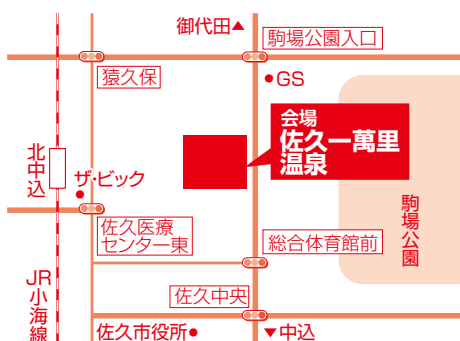 御代田▲
駒場公園入口
猿久保
●GS
会場
佐久一萬里
温泉
北中込
ザ・ビック
駒場公園
佐久医療
センター東
総合体育館前
JR小海線
佐久中央
佐久市役所●
▼中込